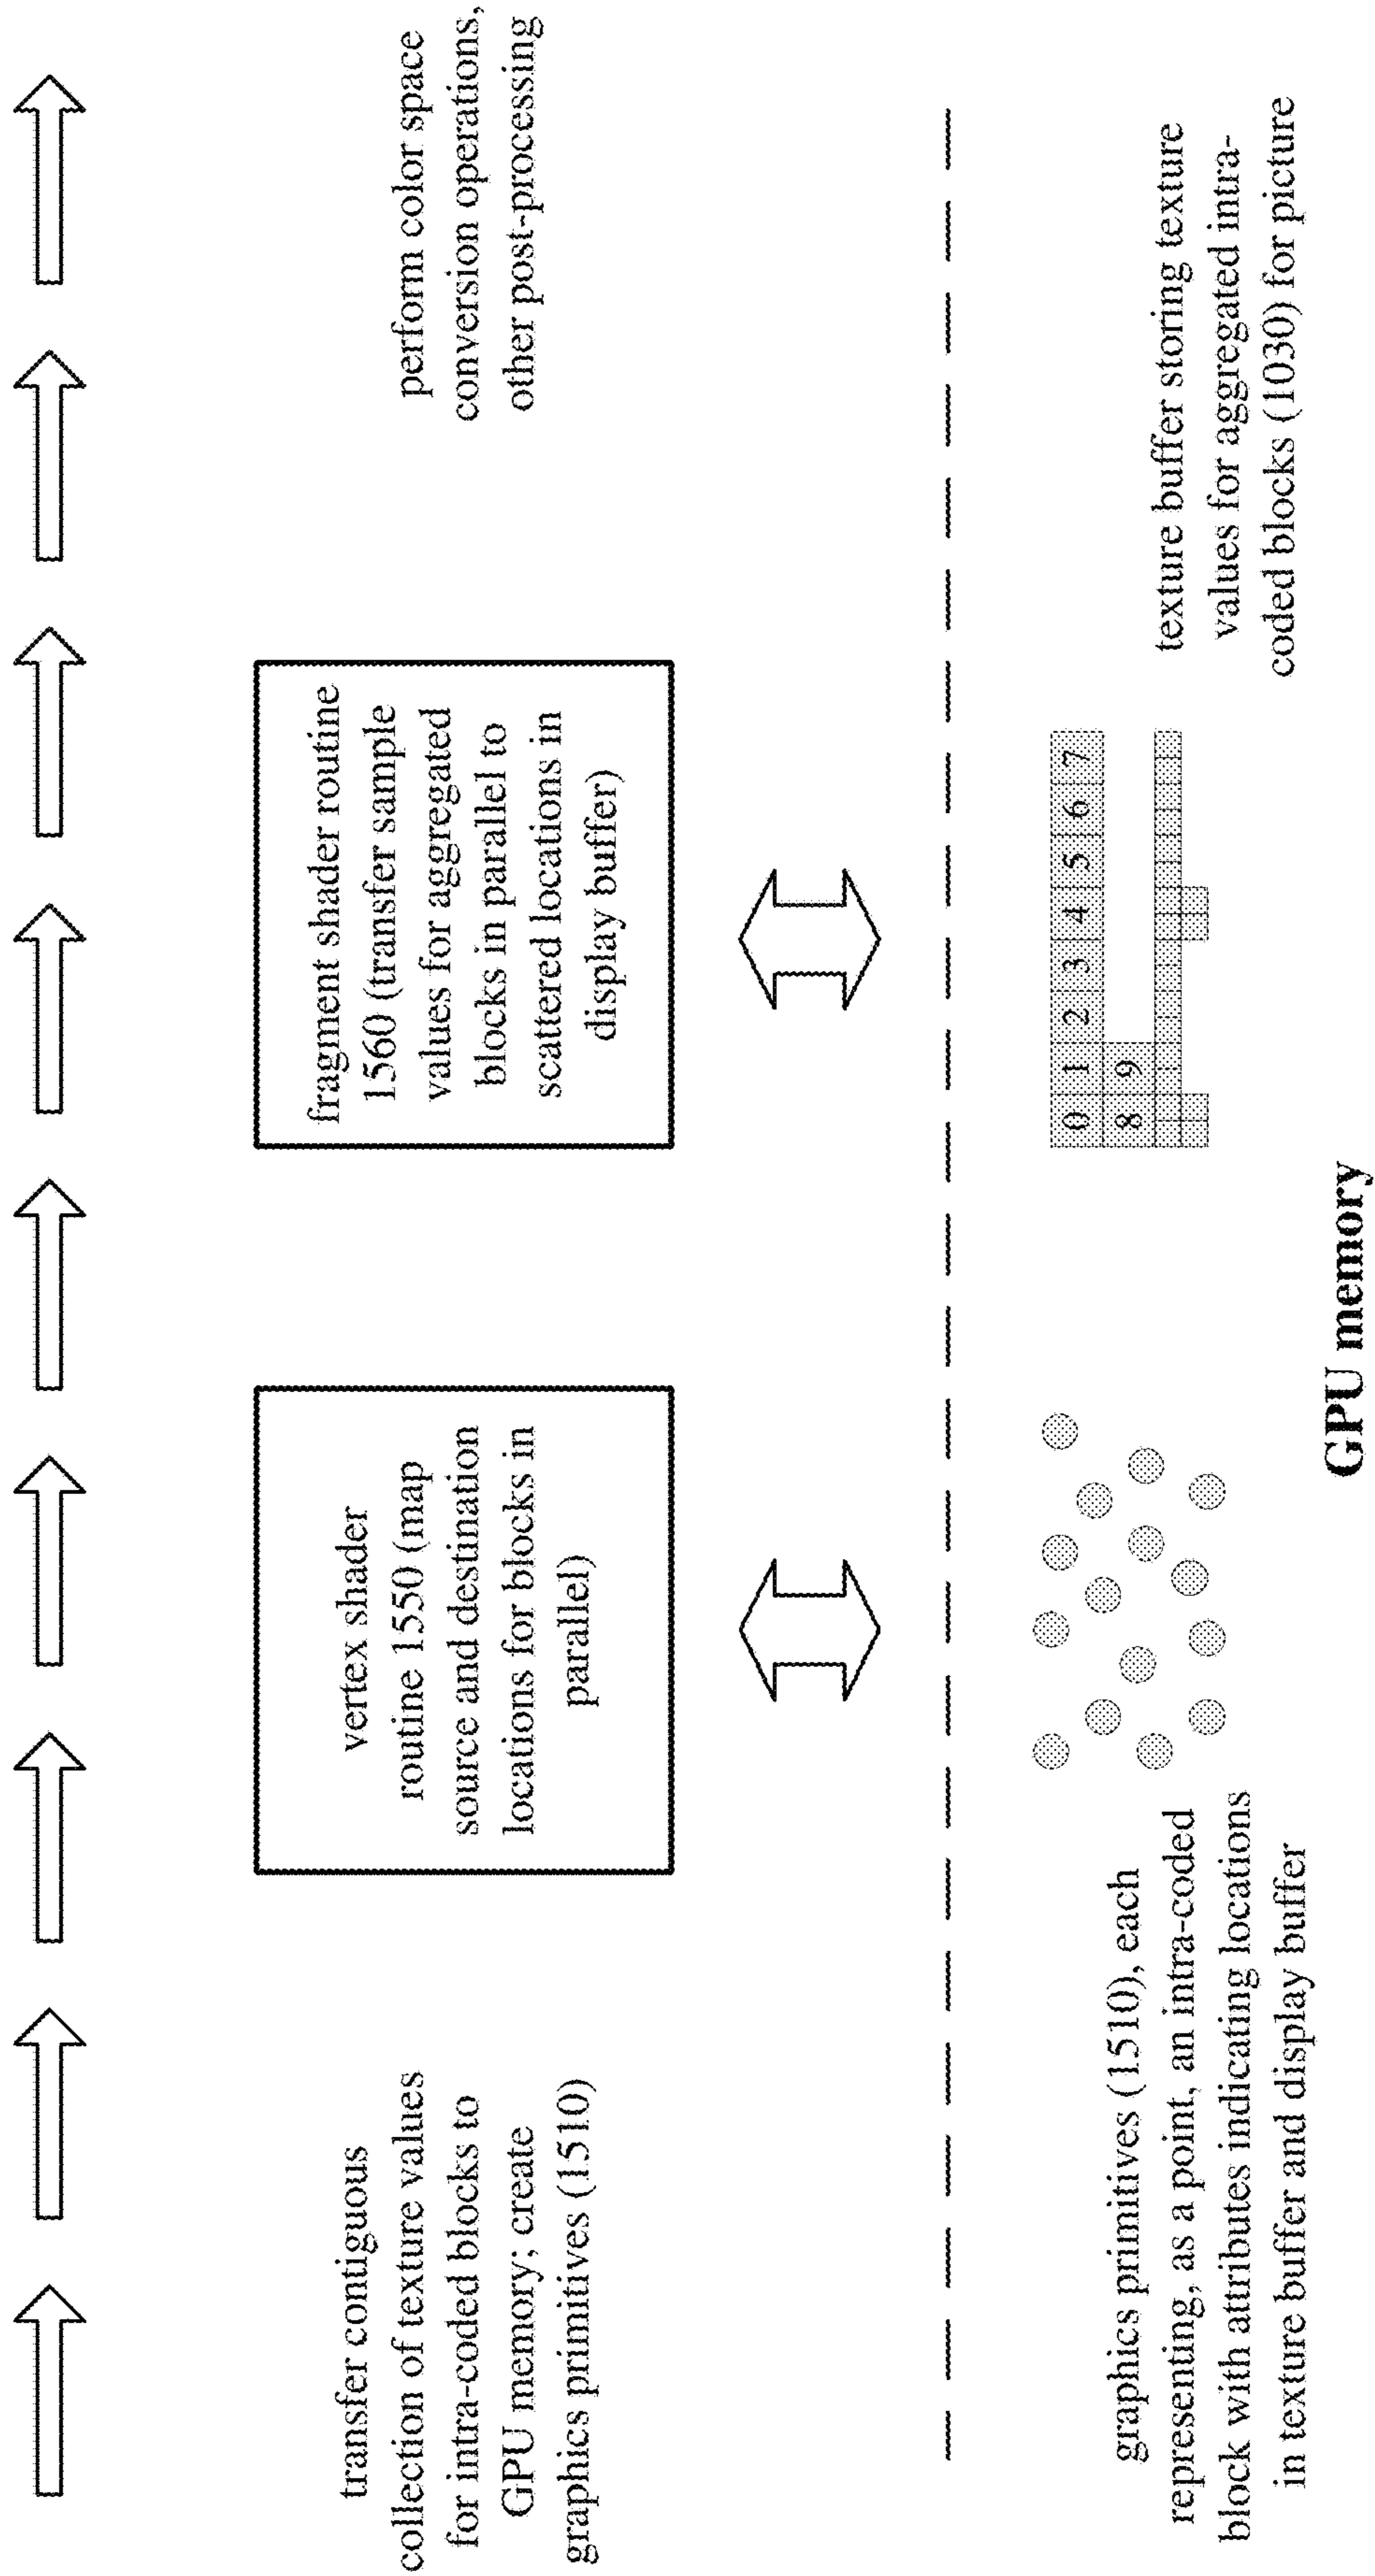 transfer contiguous
collection of texture values
for intra-coded blocks to
GPU memory; create
graphics primitives (1510)
vertex shader
routine 1550 (map
source and destination
locations for blocks in
parallel)
fragment shader routine
1560 (transfer sample
values for aggregated
blocks in parallel to
scattered locations in
display buffer)
perform color space
conversion operations,
other post-processing
graphics primitives (1510), each
representing, as a point, an intra-coded
block with attributes indicating locations
in texture buffer and display buffer
0 1 2 3 4 5 6 7
8 9
texture buffer storing texture
values for aggregated intra-
coded blocks (1030) for picture
GPU memory